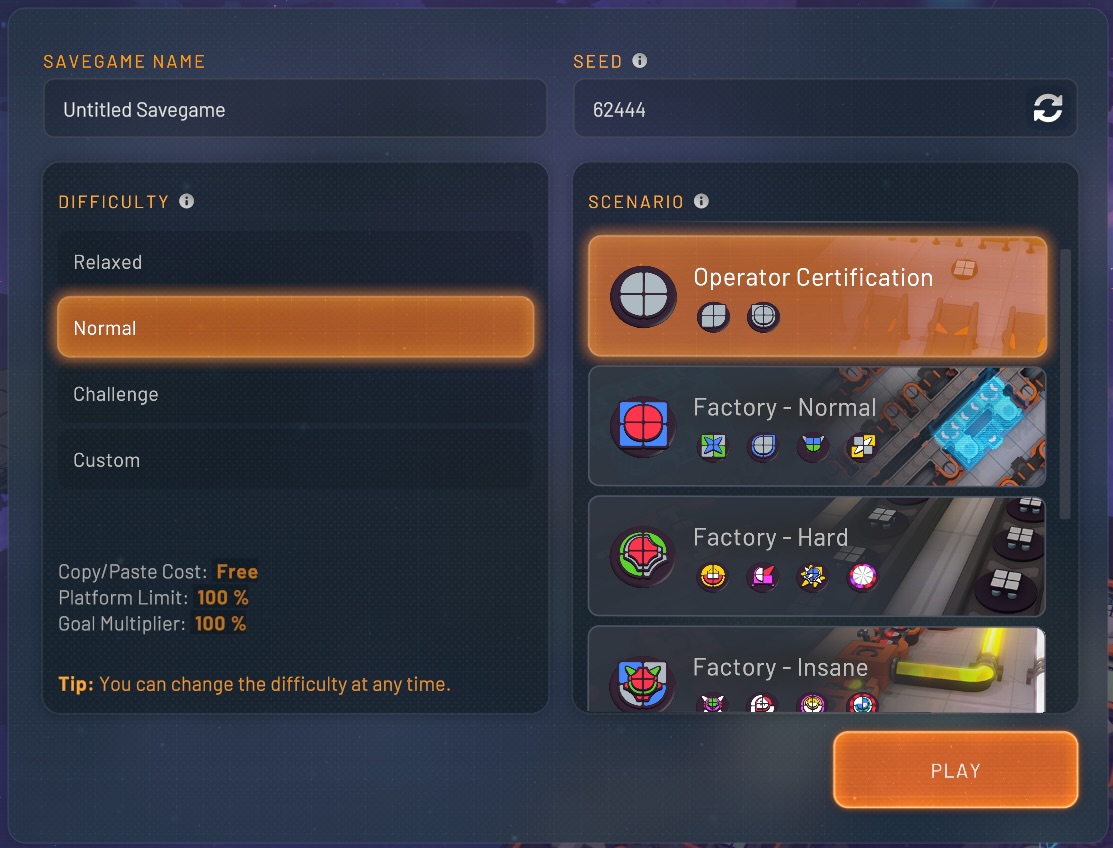 SAVEGAME NAME
Untitled Savegame
SEED
62444
DIFFICULTY
Relaxed
Normal
Challenge
Custom
Copy/Paste Cost: Free
Platform Limit: 100 %
Goal Multiplier: 100 %
Tip: You can change the difficulty at any time.
SCENARIO
Operator Certification
Factory - Normal
Factory - Hard
Factory - Insane
PLAY